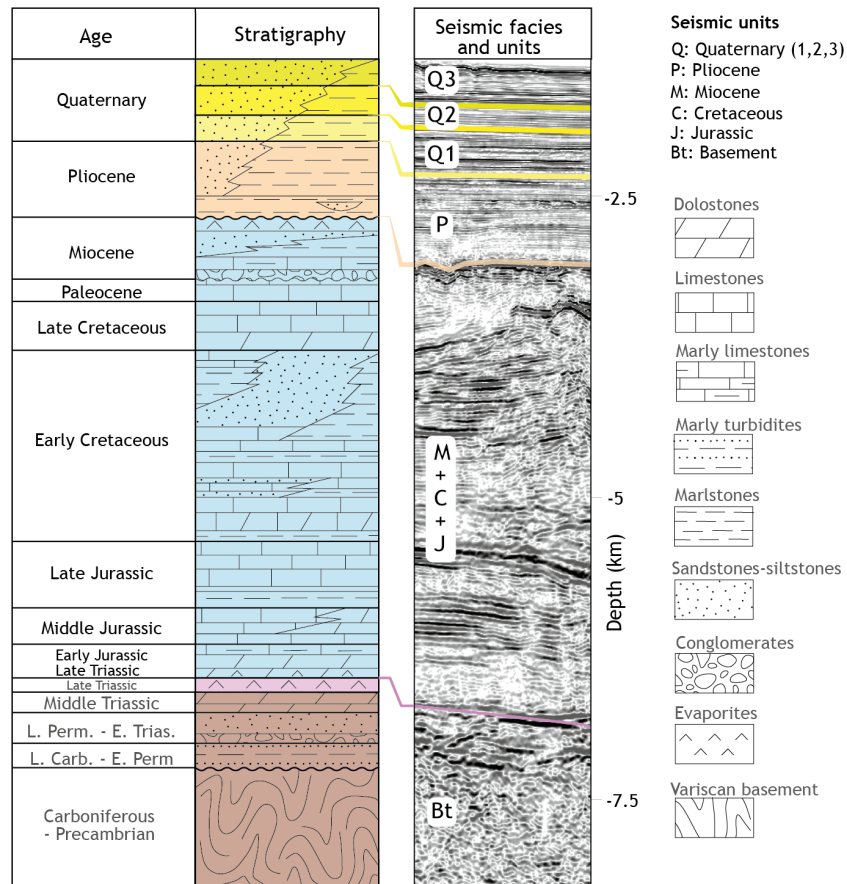 Age
Stratigraphy
Seismic facies
and units
Quaternary
Pliocene
Miocene
Paleocene
Late Cretaceous
Early Cretaceous
Late Jurassic
Middle Jurassic
Early Jurassic
Late Triassic
Late Triassic
Middle Triassic
L. Perm. - E. Trias.
L. Carb. - E. Perm
Carboniferous
- Precambrian
Q3
Q2
Q1
P
M
+
C
+
J
Bt
-2.5
-5
Depth (km)
-7.5
Seismic units
Q: Quaternary (1,2,3)
P: Pliocene
M: Miocene
C: Cretaceous
J: Jurassic
Bt: Basement
Dolostones
Limestones
Marly limestones
Marly turbidites
Marlstones
Sandstones-siltstones
Conglomerates
Evaporites
Variscan basement